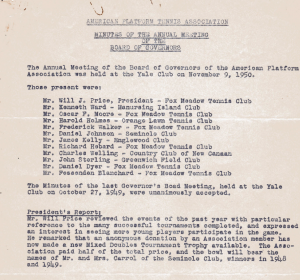 AMERICAN PLATFORM TENNIS ASSOCIATION
MINUTES OF THE ANNUAL MEETING
OF THE
BOARD OF GOVERNORS
The Annual Meeting of the Board of Governors of the American Platform
Association was held at the Yale Club on November 9, 1950.
Those present were:
Mr. Will J. Price, President - Fox Meadow Tennis Club
Mr. Kenneth Ward - Manursing Island Club
Mr. Oscar F. Moore - Fox Meadow Tennis Club
Mr. Harold Holmes - Orange Lawn Tennis Club
Mr. Frederick Walker - Fox Meadow Tennis Club
Mr. Daniel Johnson - Seminole Club
Mr. James Kelly - Englewood Club
Mr. Richard Hebard - Fox Meadow Tennis Club
Mr. Charles Welling - Country Club of New Canaan
Mr. John Sterling - Greenwich Field Club
Mr. Daniel Dyer - Fox Meadow Tennis Club
Mr. Fessenden Blanchard - Fox Meadow Tennis Club
The Minutes of the last Governor's Board Meeting, held at the Yale
Club on October 27, 1949, were unanimously accepted.
President's Report:
Mr. Will Price reviewed the events of the past year with particular
reference to the many successful tournaments completed, and expressed
an interest in seeing more young players participate in the game.
He remarked that an anonymous donation by an Association member has
now made a new Mixed Doubles Tournament Trophy available. The Asso-
ciation paid half of the total price, and the bowl will bear the
names of Mr. and Mrs. Carrol of the Seminole Club, winners in 1948
and 1949.